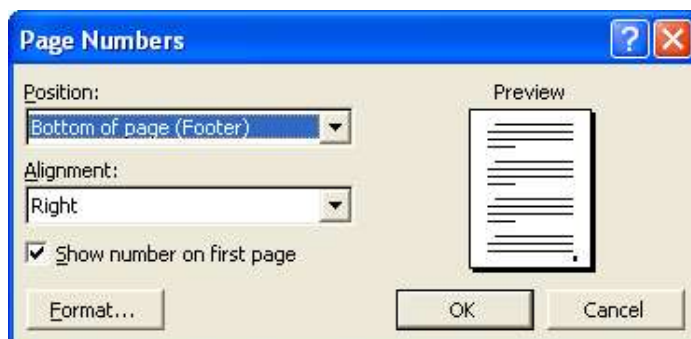 Page Numbers
Position:
Preview
Bottom of page (Footer)
Alignment:
Right
Show number on first page
Format...
OK
Cancel